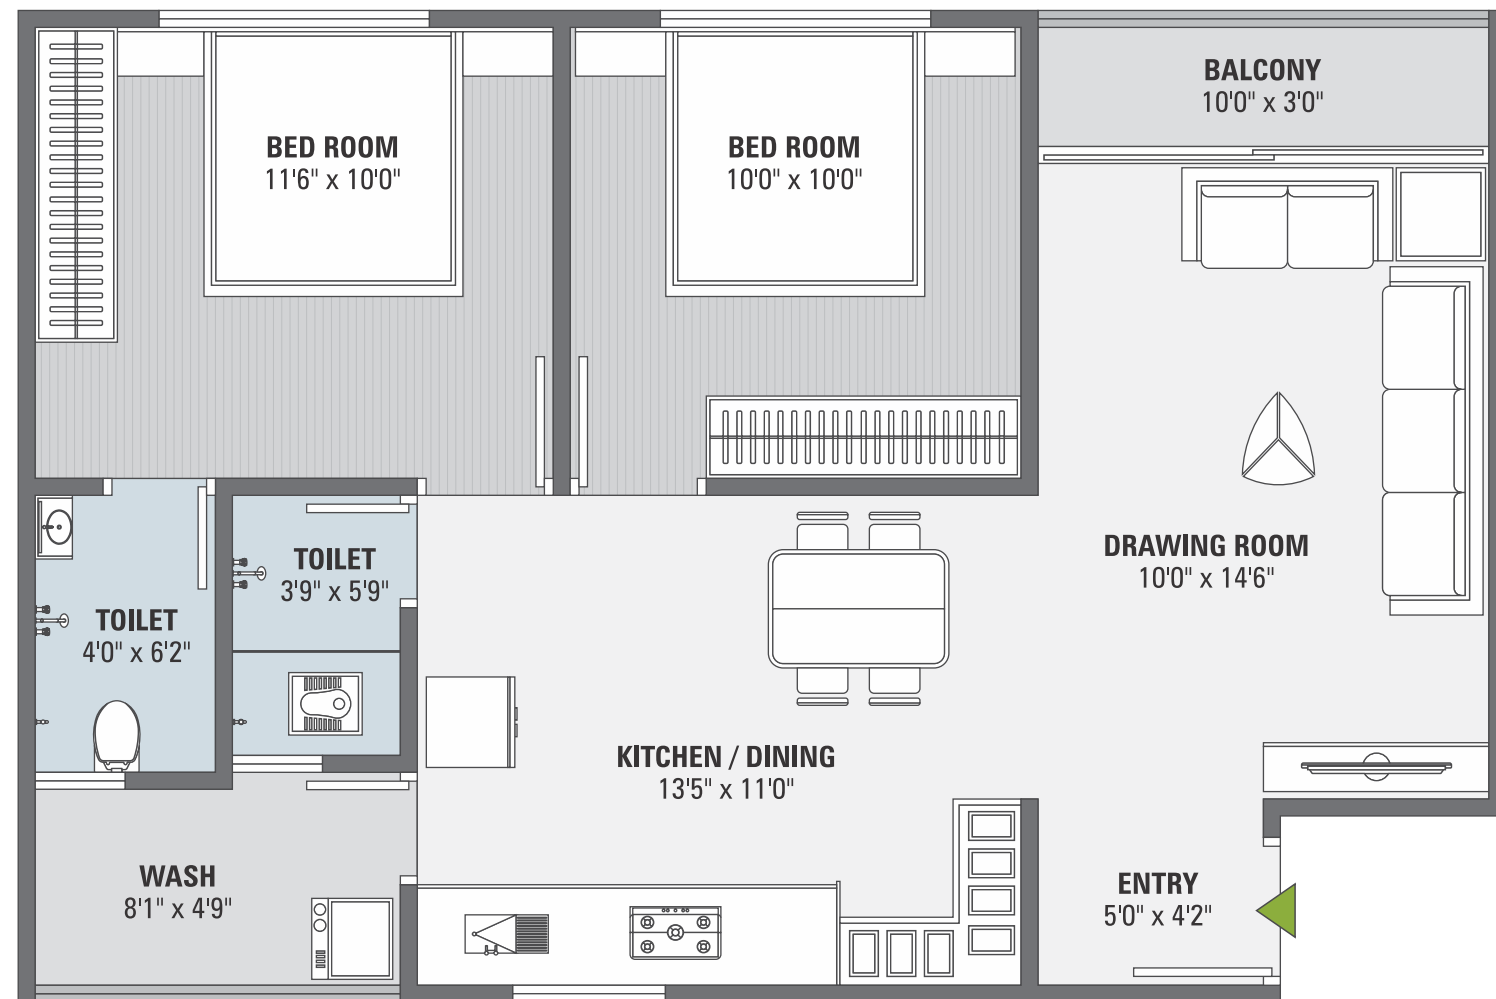 BALCONY
10'0" x 3'0"
BED ROOM
11'6" x 10'0"
BED ROOM
10'0" x 10'0"
DRAWING ROOM
10'0" x 14'6"
TOILET
3'9" x 5'9"
TOILET
4'0" x 6'2"
KITCHEN / DINING
13'5" x 11'0"
WASH
8'1" x 4'9"
ENTRY
5'0" x 4'2"